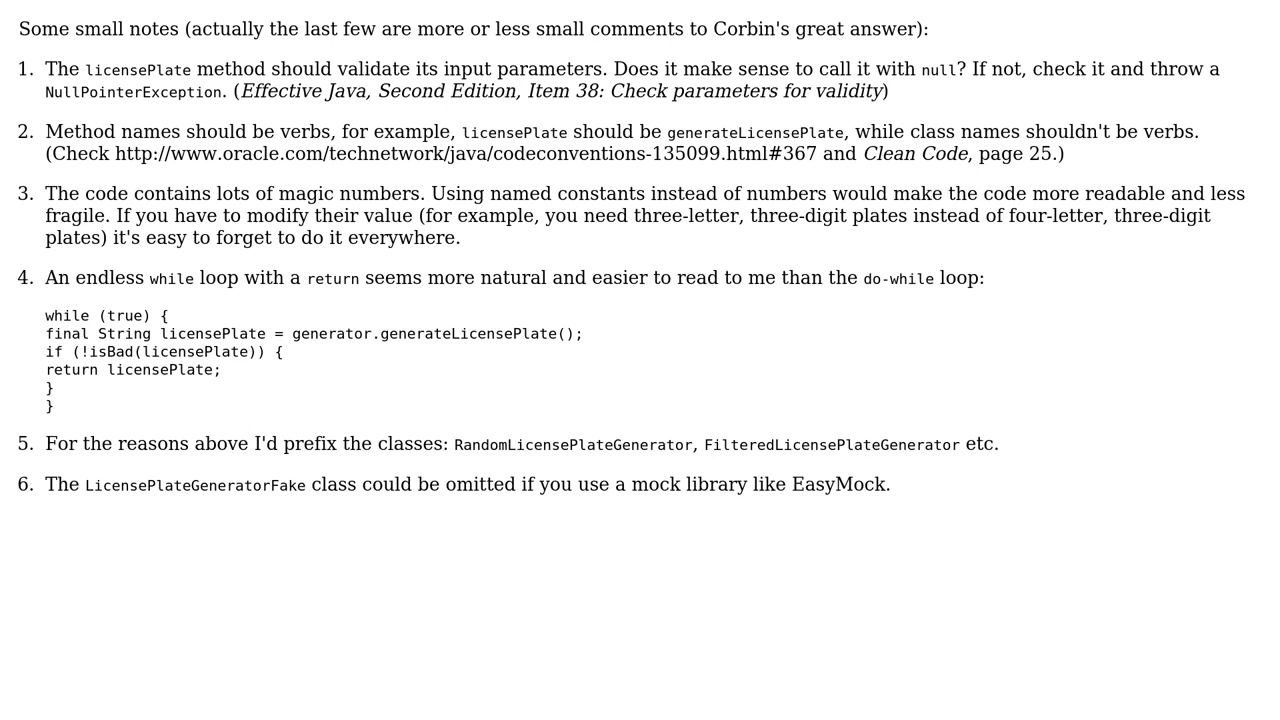 Some small notes (actually the last few are more or less small comments to Corbin's great answer):
1. The licensePlate method should validate its input parameters. Does it make sense to call it with null? If not, check it and throw a
NullPointerException. (Effective Java, Second Edition, Item 38: Check parameters for validity)
2. Method names should be verbs, for example, licensePlate should be generateLicensePlate, while class names shouldn't be verbs.
(Check http://www.oracle.com/technetwork/java/codeconventions-135099.html#367 and Clean Code, page 25.)
3. The code contains lots of magic numbers. Using named constants instead of numbers would make the code more readable and less
fragile. If you have to modify their value (for example, you need three-letter, three-digit plates instead of four-letter, three-digit
plates) it's easy to forget to do it everywhere.
4. An endless while loop with a return seems more natural and easier to read to me than the do-while loop:
while (true) {
final String licensePlate = generator.generateLicensePlate();
if (!isBad(licensePlate)) {
return licensePlate;
}
}
5. For the reasons above I'd prefix the classes: RandomLicensePlateGenerator, FilteredLicensePlateGenerator etc.
6. The LicensePlateGeneratorFake class could be omitted if you use a mock library like EasyMock.